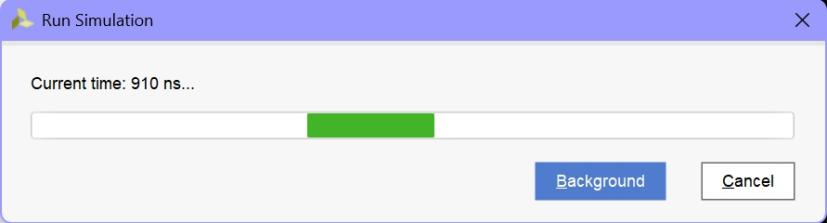 Run Simulation
Current time: 910 ns...
Background
Cancel